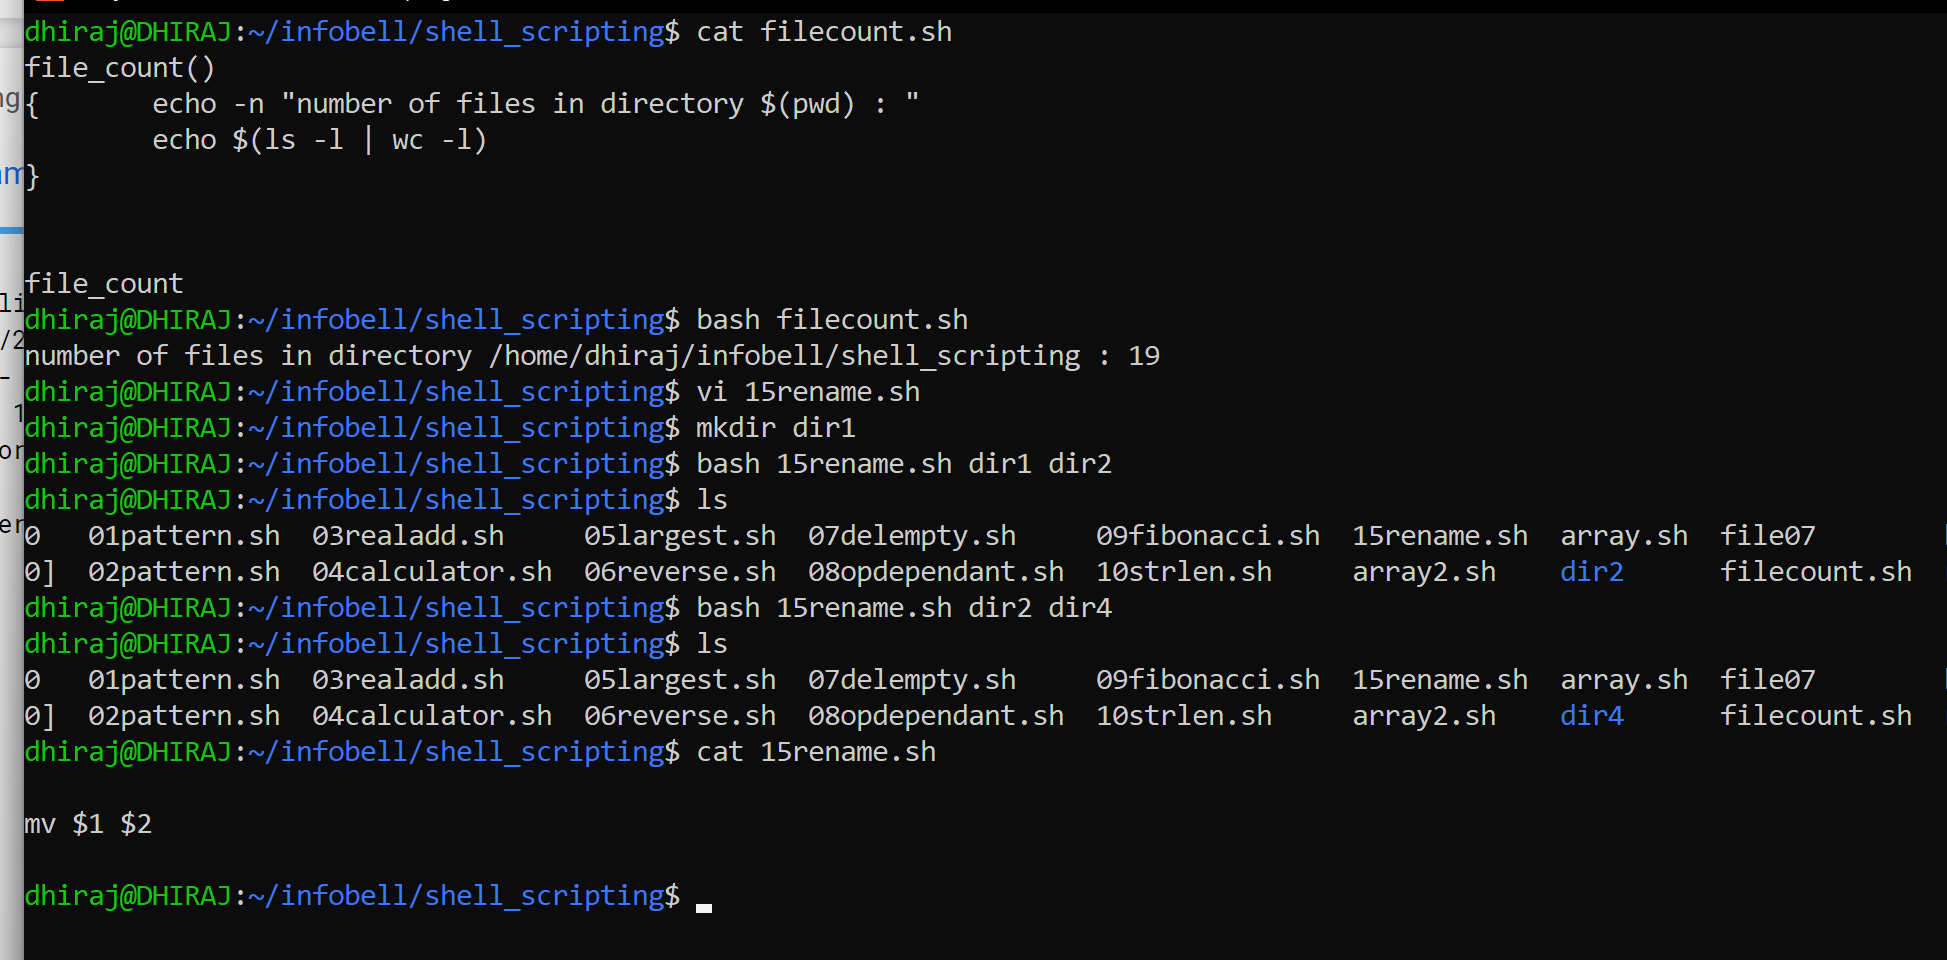 dhiraj@DHIRAJ:~/infobell/shell_scripting$ cat filecount.sh
file_count()
{       echo -n "number of files in directory $(pwd) : "
        echo $(ls -l | wc -l)
}
file_count
dhiraj@DHIRAJ:~/infobell/shell_scripting$ bash filecount.sh
number of files in directory /home/dhiraj/infobell/shell_scripting : 19
dhiraj@DHIRAJ:~/infobell/shell_scripting$ vi 15rename.sh
dhiraj@DHIRAJ:~/infobell/shell_scripting$ mkdir dir1
dhiraj@DHIRAJ:~/infobell/shell_scripting$ bash 15rename.sh dir1 dir2
dhiraj@DHIRAJ:~/infobell/shell_scripting$ ls
0   01pattern.sh  03realadd.sh     05largest.sh  07delempty.sh     09fibonacci.sh  15rename.sh  array.sh  file07
0]  02pattern.sh  04calculator.sh  06reverse.sh  08opdependant.sh  10strlen.sh     array2.sh    dir2      filecount.sh
dhiraj@DHIRAJ:~/infobell/shell_scripting$ bash 15rename.sh dir2 dir4
dhiraj@DHIRAJ:~/infobell/shell_scripting$ ls
0   01pattern.sh  03realadd.sh     05largest.sh  07delempty.sh     09fibonacci.sh  15rename.sh  array.sh  file07
0]  02pattern.sh  04calculator.sh  06reverse.sh  08opdependant.sh  10strlen.sh     array2.sh    dir4      filecount.sh
dhiraj@DHIRAJ:~/infobell/shell_scripting$ cat 15rename.sh
mv $1 $2
dhiraj@DHIRAJ:~/infobell/shell_scripting$